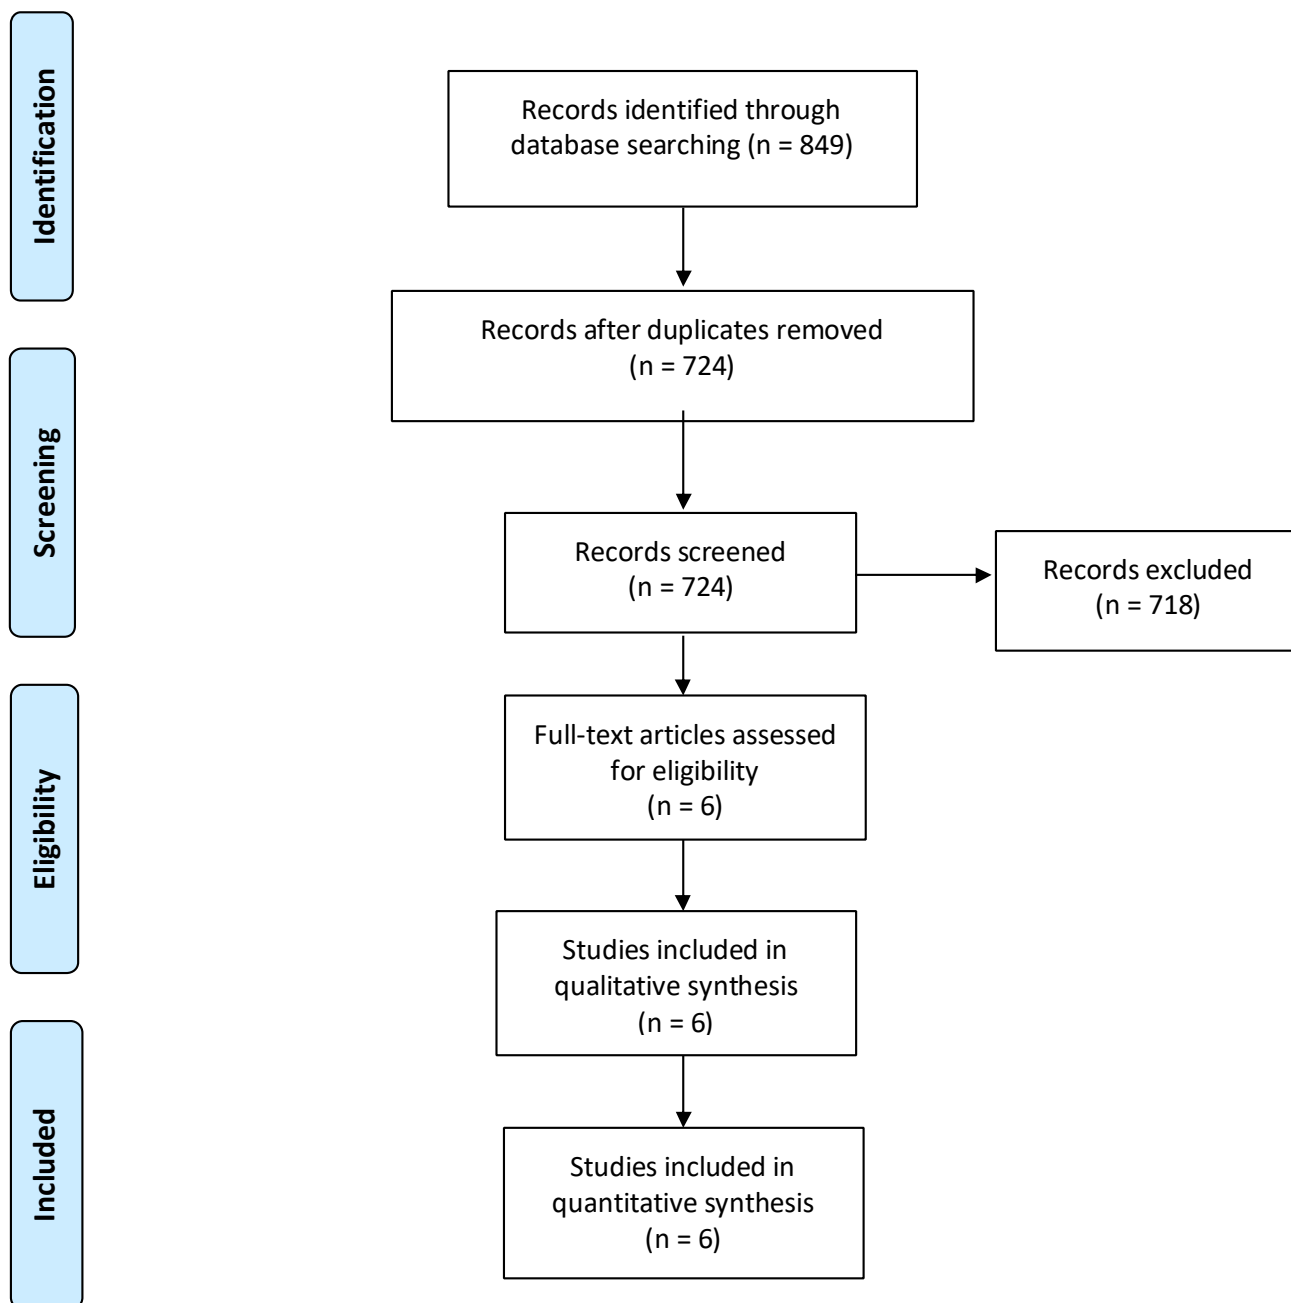 Identification
Records identified through
database searching (n = 849)
Records after duplicates removed
(n = 724)
Screening
Records screened
(n = 724)
Records excluded
(n = 718)
Full-text articles assessed
for eligibility
(n = 6)
Eligibility
Studies included in
qualitative synthesis
(n = 6)
Included
Studies included in
quantitative synthesis
(n = 6)